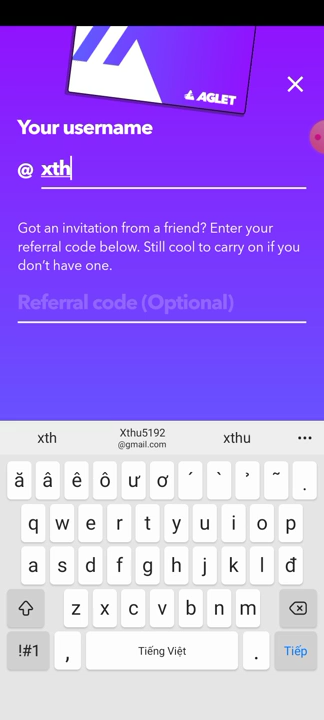 AGLET
Your username
@ xth
Got an invitation from a friend? Enter your
referral code below. Still cool to carry on if you
don't have one.
Referral code (Optional)
xth Xthu5192 @gmail.com xthu ...
ă â ê ô ư ơ ˊ ˋ ̉ ˜ .
q w e r t y u i o p
a s d f g h j k l đ
z x c v b n m
!#1 , Tiếng Việt . Tiếp